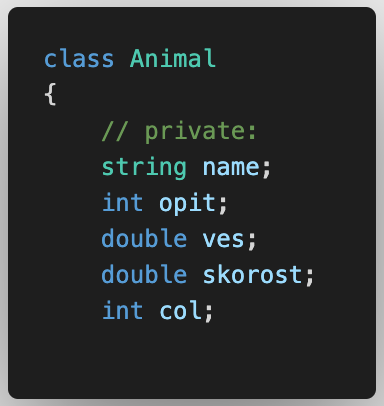 class Animal
{
// private:
string name;
int opit;
double ves;
double skorost;
int col;